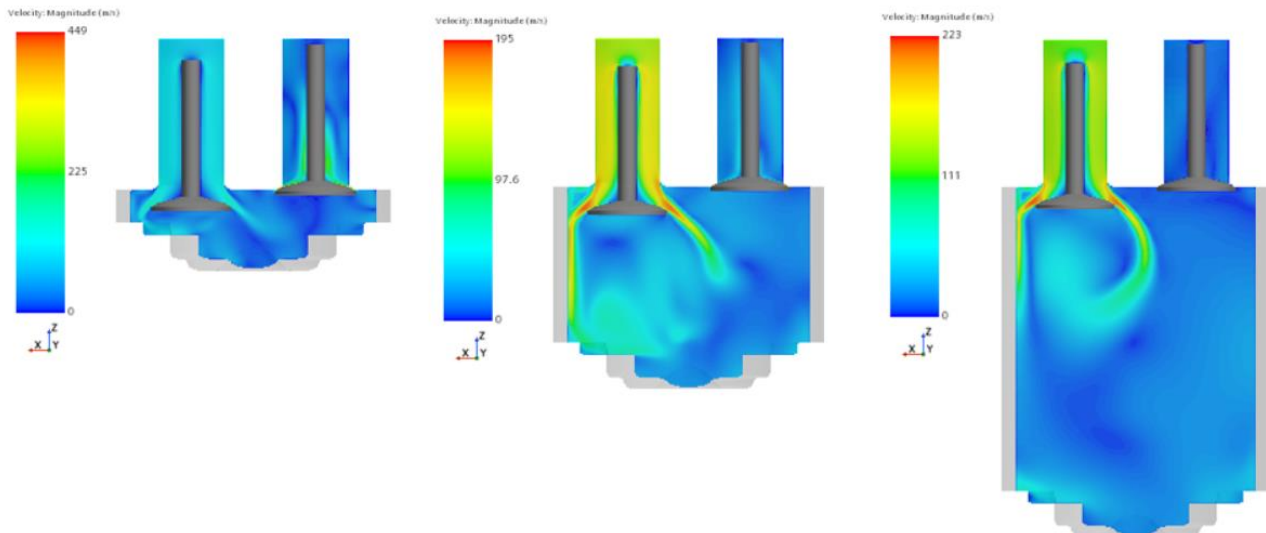 Velocity: Magnitude (m/s)
449
225
0
Z
X Y
Velocity: Magnitude (m/s)
195
97.6
0
Z
X Y
Velocity: Magnitude (m/s)
223
111
0
Z
X Y